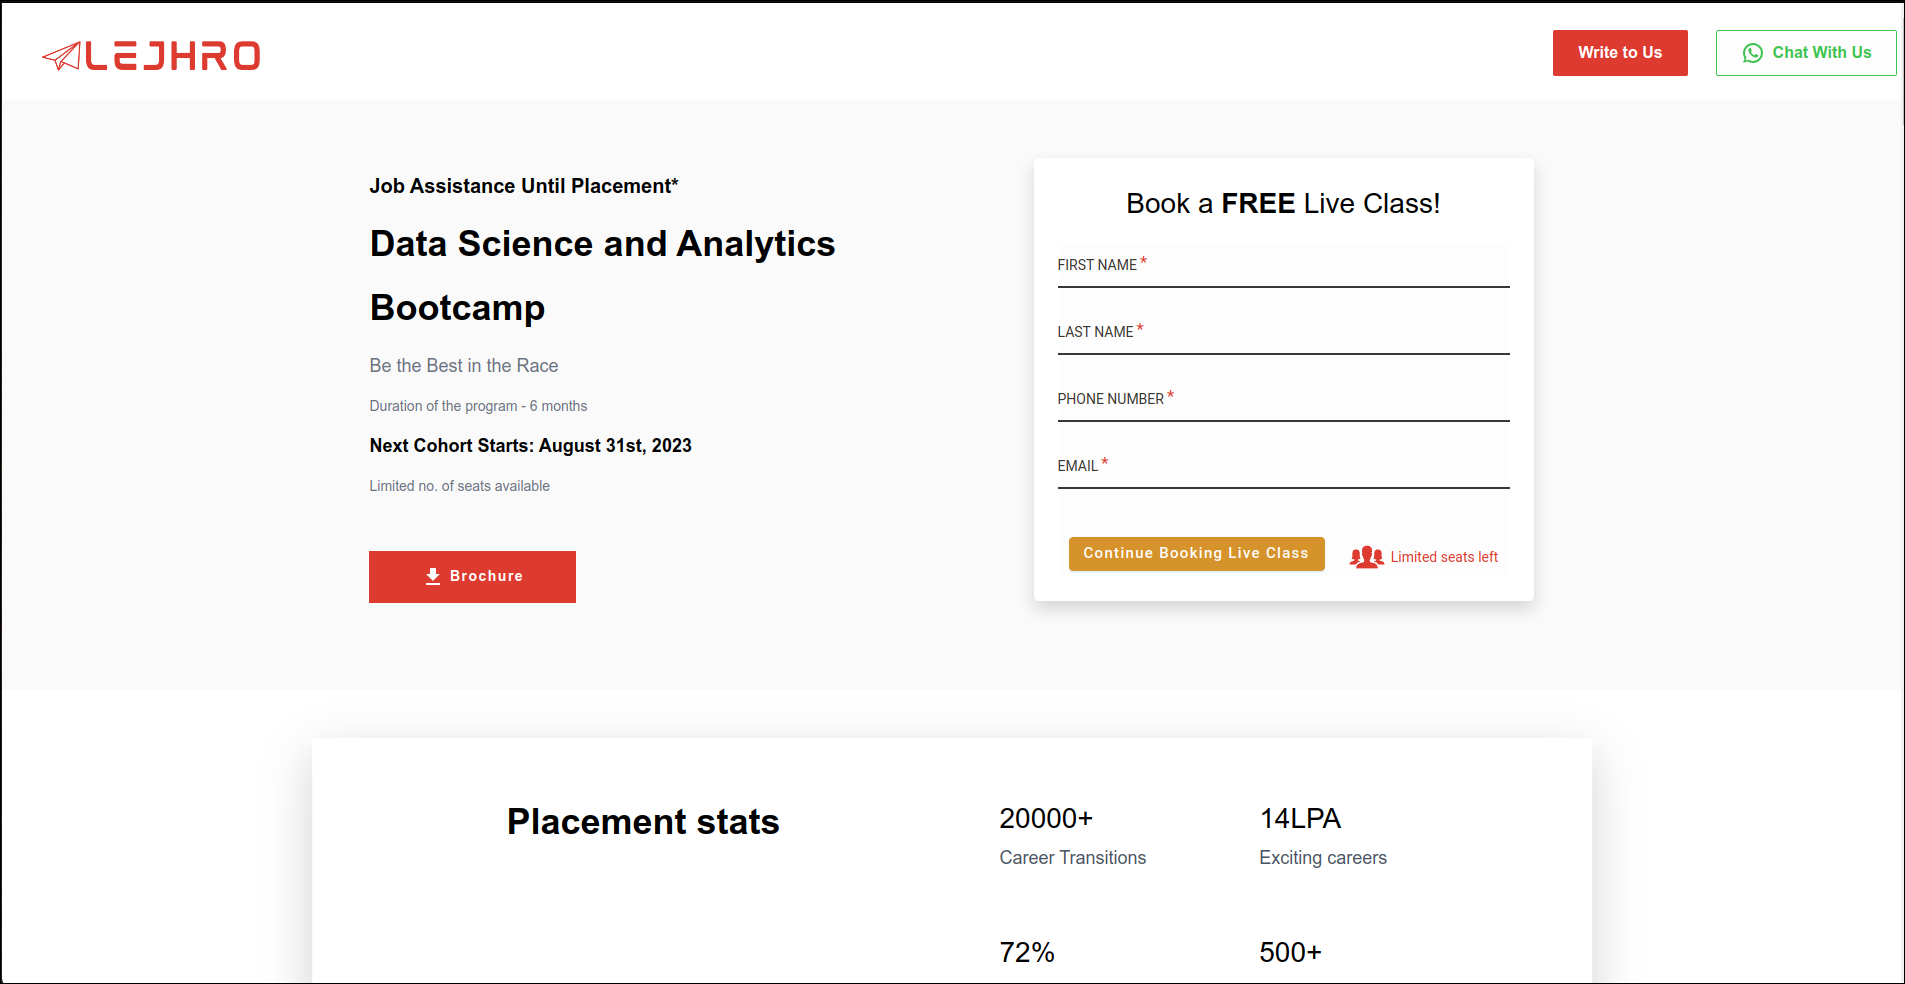 LEJHRO
Write to Us
Chat With Us
Job Assistance Until Placement*
Data Science and Analytics
Bootcamp
Be the Best in the Race
Duration of the program - 6 months
Next Cohort Starts: August 31st, 2023
Limited no. of seats available
Brochure
Book a FREE Live Class!
FIRST NAME *
LAST NAME *
PHONE NUMBER *
EMAIL *
Continue Booking Live Class
Limited seats left
Placement stats
20000+
Career Transitions
14LPA
Exciting careers
72%
500+